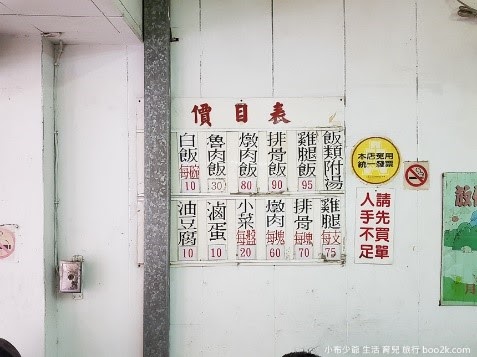 價目表
白飯 每碗 10
魯肉飯 30
燉肉飯 80
排骨飯 90
雞腿飯 95
飯類附湯
油豆腐 10
滷蛋 10
小菜 每盤 20
燉肉 每塊 60
排骨 每塊 70
雞腿 每支 75
本店免用
統一發票
請先買單
人手不足
小布少爺 生活 育兒 旅行 boo2k.com